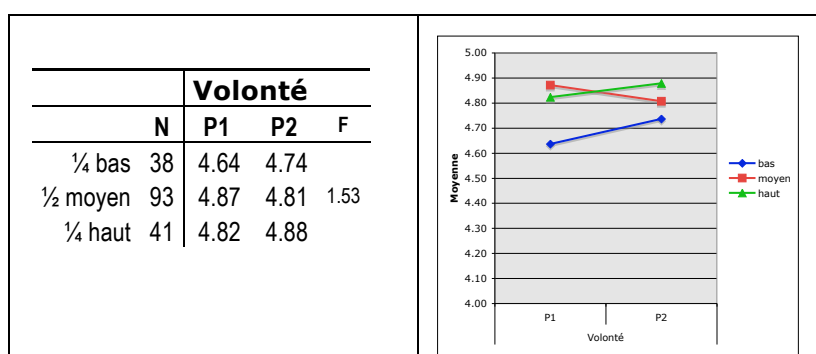 Volonté
N P1 P2 F
¼ bas 38 4.64 4.74
½ moyen 93 4.87 4.81 1.53
¼ haut 41 4.82 4.88
5.00
4.90
4.80
4.70
4.60
4.50
4.40
4.30
4.20
4.10
4.00
Moyenne
P1 P2
Volonté
bas
moyen
haut